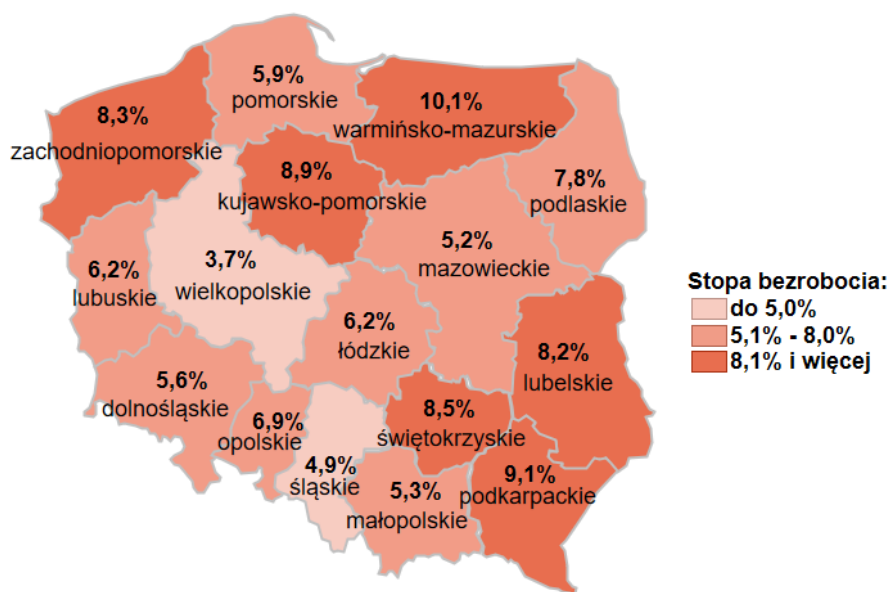 5,9%
pomorskie
8,3%
zachodniopomorskie
10,1%
warmińsko-mazurskie
8,9%
kujawsko-pomorskie
7,8%
podlaskie
5,2%
mazowieckie
3,7%
wielkopolskie
6,2%
lubuskie
6,2%
łódzkie
8,2%
lubelskie
5,6%
dolnośląskie
6,9%
opolskie
4,9%
śląskie
8,5%
świętokrzyskie
5,3%
małopolskie
9,1%
podkarpackie
Stopa bezrobocia:
do 5,0%
5,1% - 8,0%
8,1% i więcej